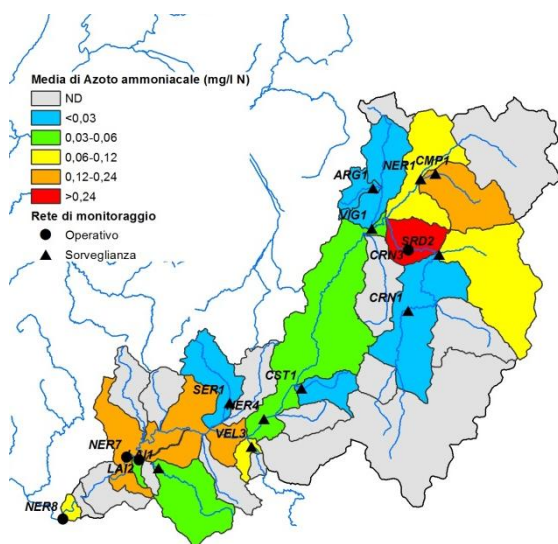 Media di Azoto ammoniacale (mg/l N)
ND
<0,03
0,03-0,06
0,06-0,12
0,12-0,24
>0,24
Rete di monitoraggio
Operativo
Sorveglianza
NER1
CMP1
ARG1
VIG1
SRD2
CRN3
CRN1
CST1
SER1
NER4
VEL3
NER7
LAI2
NER8